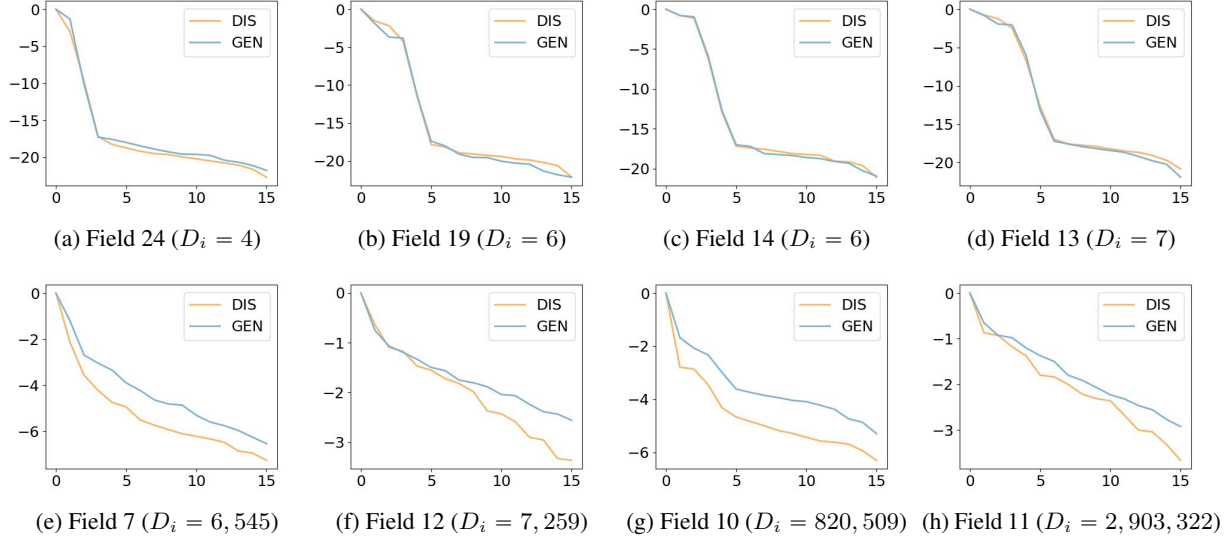 0
−5
−10
−15
−20
DIS
GEN
0 5 10 15
(a) Field 24 (D_i = 4)
0
−5
−10
−15
−20
DIS
GEN
0 5 10 15
(b) Field 19 (D_i = 6)
0
−5
−10
−15
−20
DIS
GEN
0 5 10 15
(c) Field 14 (D_i = 6)
0
−5
−10
−15
−20
DIS
GEN
0 5 10 15
(d) Field 13 (D_i = 7)
0
−2
−4
−6
DIS
GEN
0 5 10 15
(e) Field 7 (D_i = 6, 545)
0
−1
−2
−3
DIS
GEN
0 5 10 15
(f) Field 12 (D_i = 7, 259)
0
−2
−4
−6
DIS
GEN
0 5 10 15
(g) Field 10 (D_i = 820, 509)
0
−1
−2
−3
DIS
GEN
0 5 10 15
(h) Field 11 (D_i = 2, 903, 322)